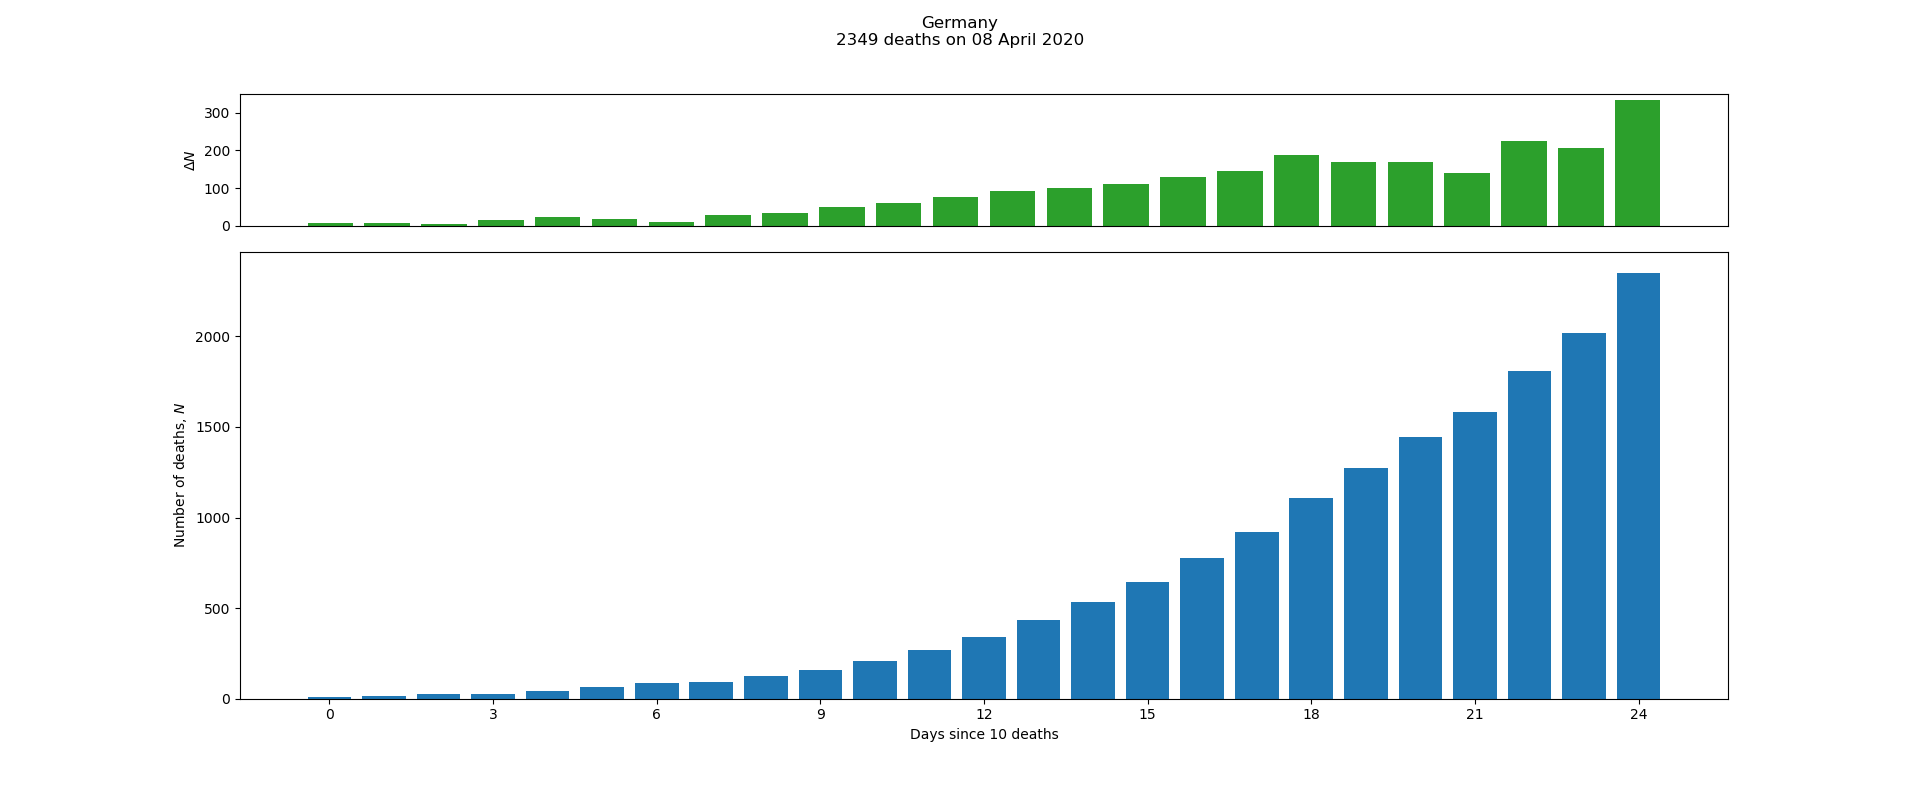 Germany
2349 deaths on 08 April 2020
ΔN
300
200
100
0
Number of deaths, N
2000
1500
1000
500
0
0 3 6 9 12 15 18 21 24
Days since 10 deaths